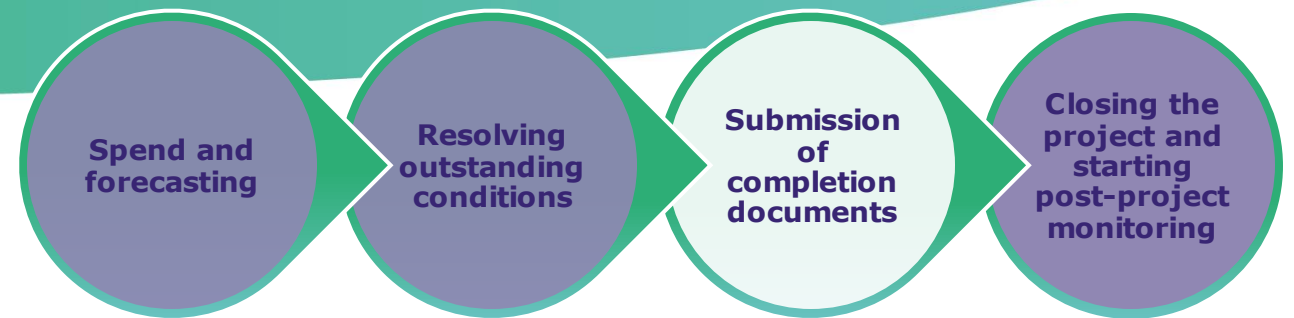 Spend and
forecasting
Resolving
outstanding
conditions
Submission
of
completion
documents
Closing the
project and
starting
post-project
monitoring